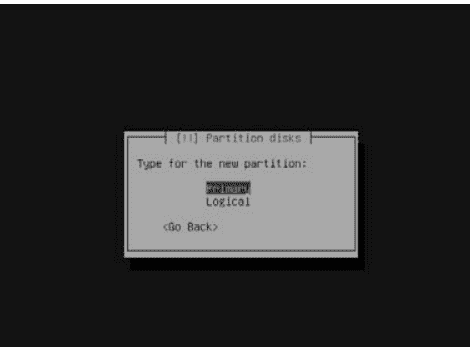 [!!] Partition disks
Type for the new partition:
Primary
Logical
<Go Back>